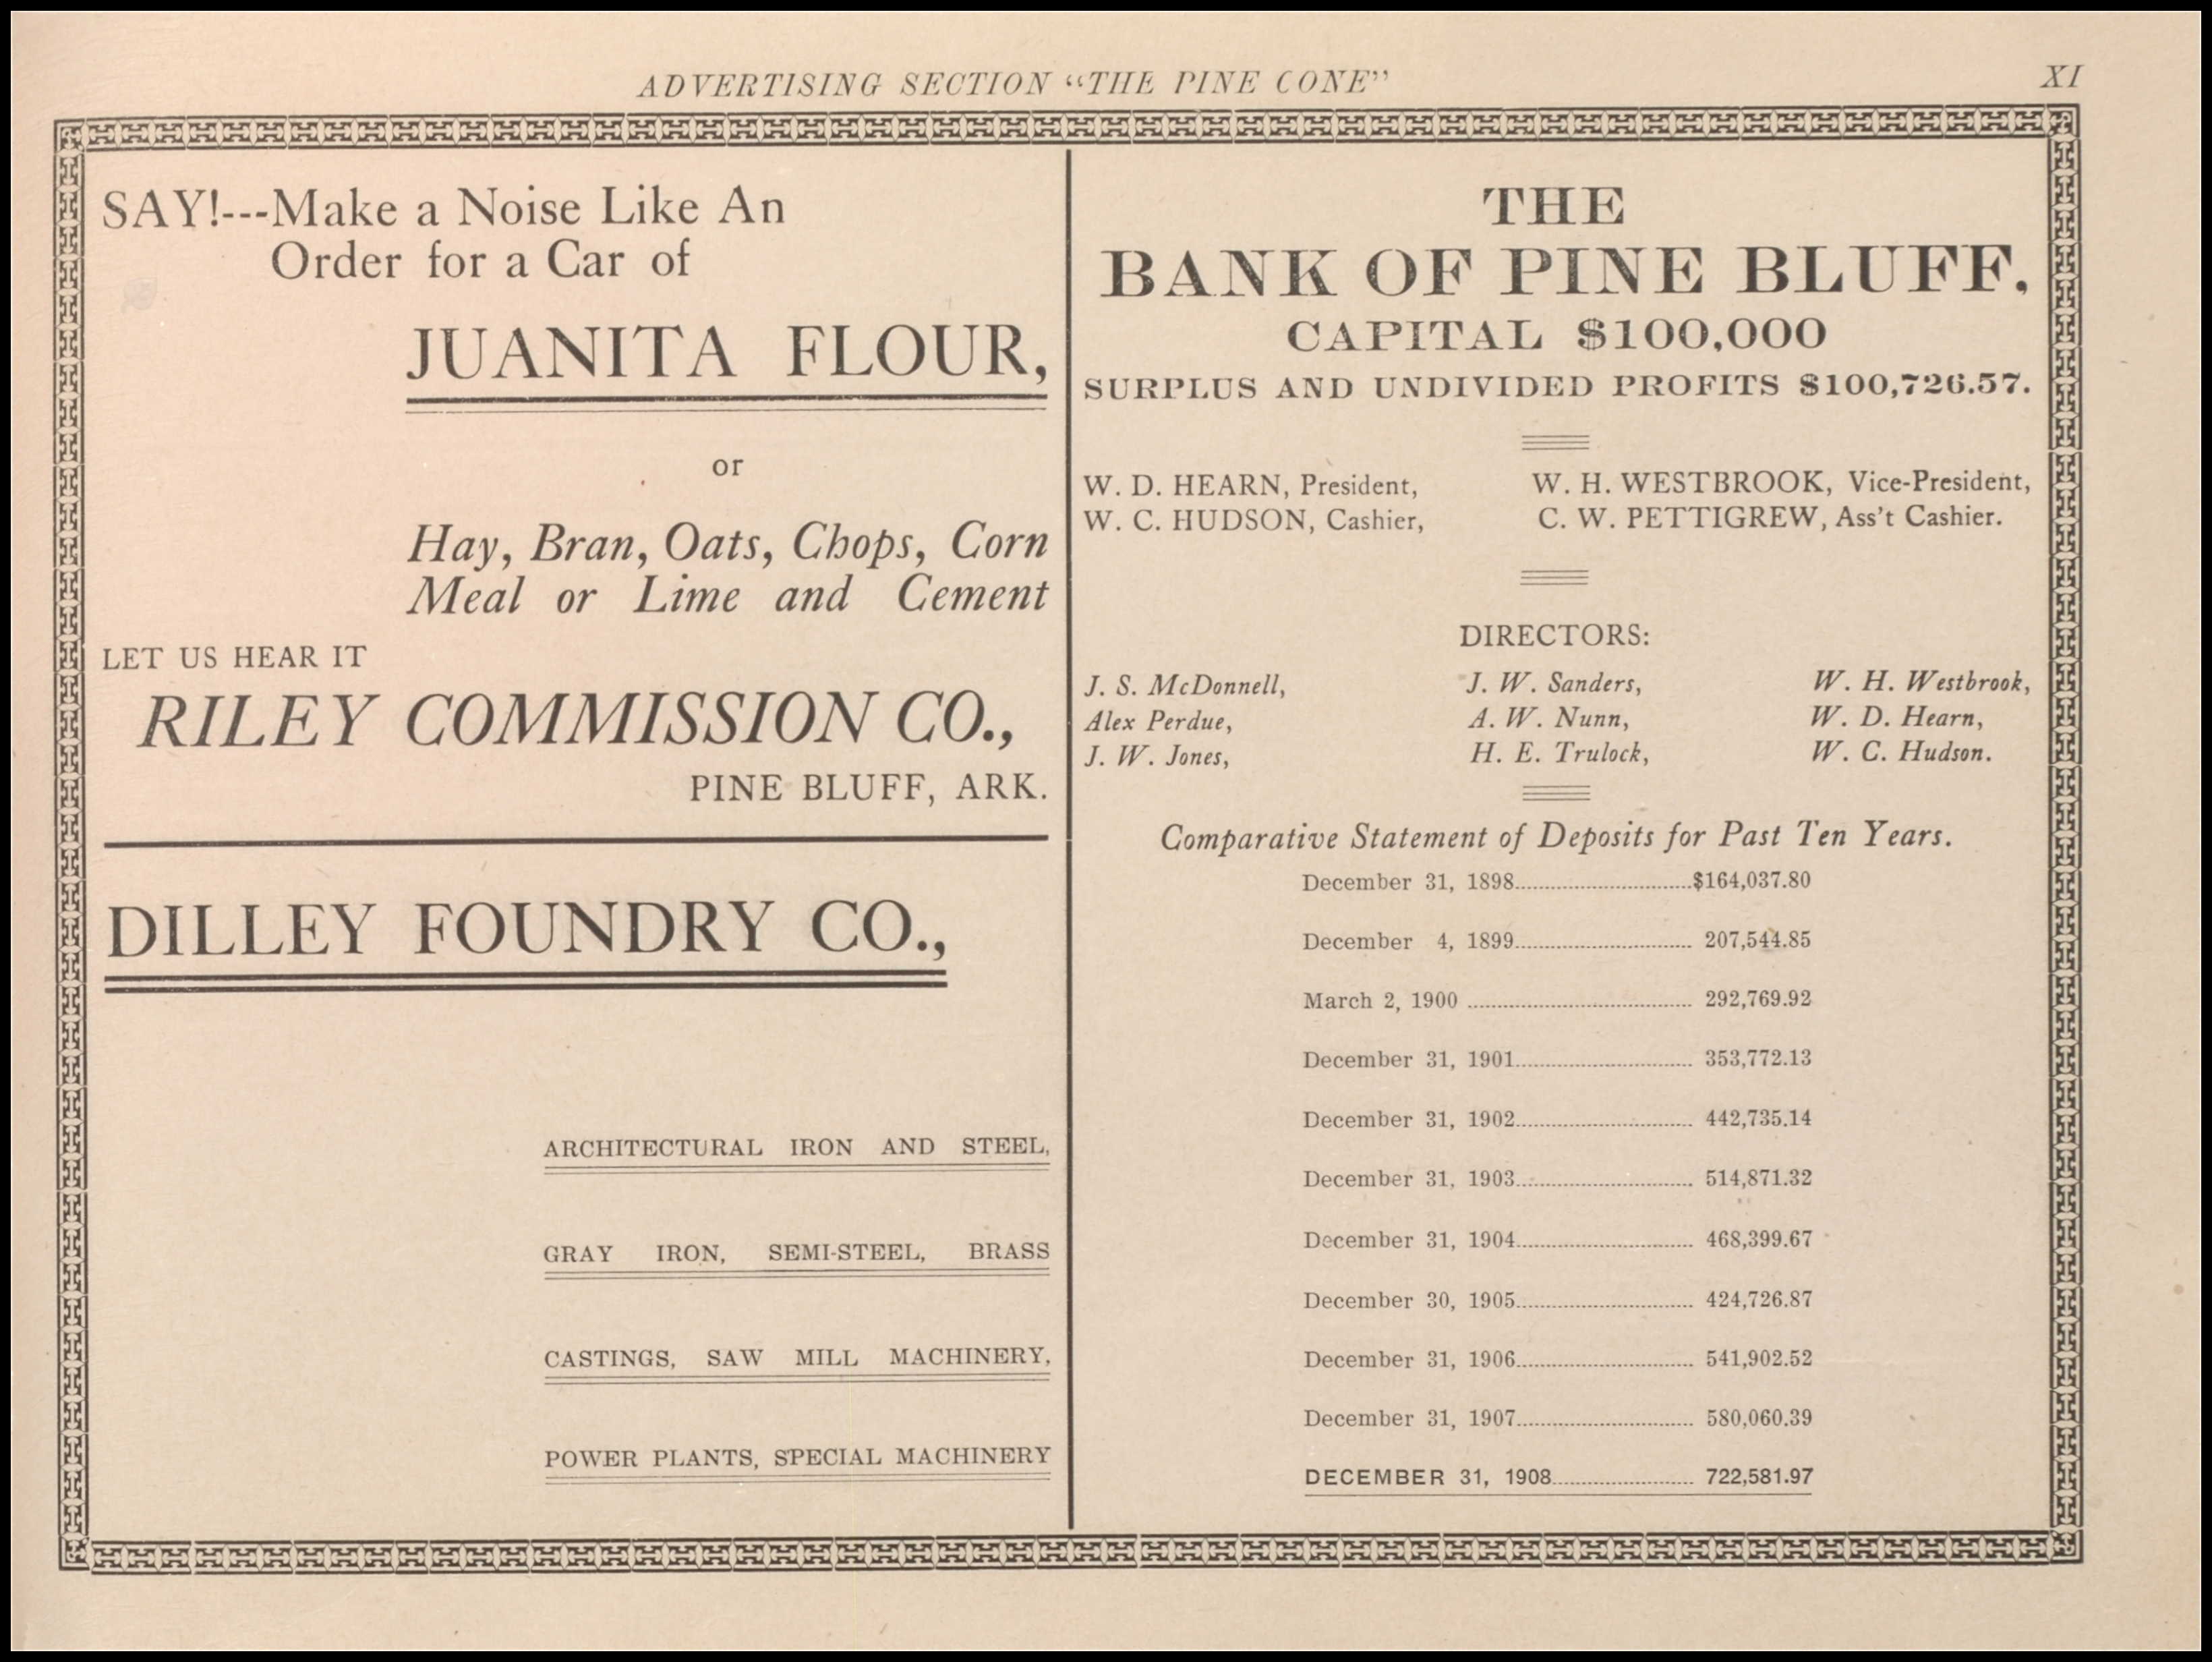 ADVERTISING SECTION “THE PINE CONE”
XI
SAY!---Make a Noise Like An
Order for a Car of
JUANITA FLOUR,
or
Hay, Bran, Oats, Chops, Corn
Meal or Lime and Cement
LET US HEAR IT
RILEY COMMISSION CO.,
PINE BLUFF, ARK.
DILLEY FOUNDRY CO.,
ARCHITECTURAL IRON AND STEEL,
GRAY IRON, SEMI-STEEL, BRASS
CASTINGS, SAW MILL MACHINERY,
POWER PLANTS, SPECIAL MACHINERY
THE
BANK OF PINE BLUFF.
CAPITAL $100,000
SURPLUS AND UNDIVIDED PROFITS $100,726.57.
W. D. HEARN, President, W. H. WESTBROOK, Vice-President,
W. C. HUDSON, Cashier, C. W. PETTIGREW, Ass't Cashier.
DIRECTORS:
J. S. McDonnell, J. W. Sanders, W. H. Westbrook,
Alex Perdue, A. W. Nunn, W. D. Hearn,
J. W. Jones, H. E. Trulock, W. C. Hudson.
Comparative Statement of Deposits for Past Ten Years.
December 31, 1898..............................$164,037.80
December 4, 1899.............................. 207,544.85
March 2, 1900 ...................................... 292,769.92
December 31, 1901.............................. 353,772.13
December 31, 1902.............................. 442,735.14
December 31, 1903.............................. 514,871.32
December 31, 1904.............................. 468,399.67
December 30, 1905.............................. 424,726.87
December 31, 1906.............................. 541,902.52
December 31, 1907.............................. 580,060.39
DECEMBER 31, 1908........................ 722,581.97